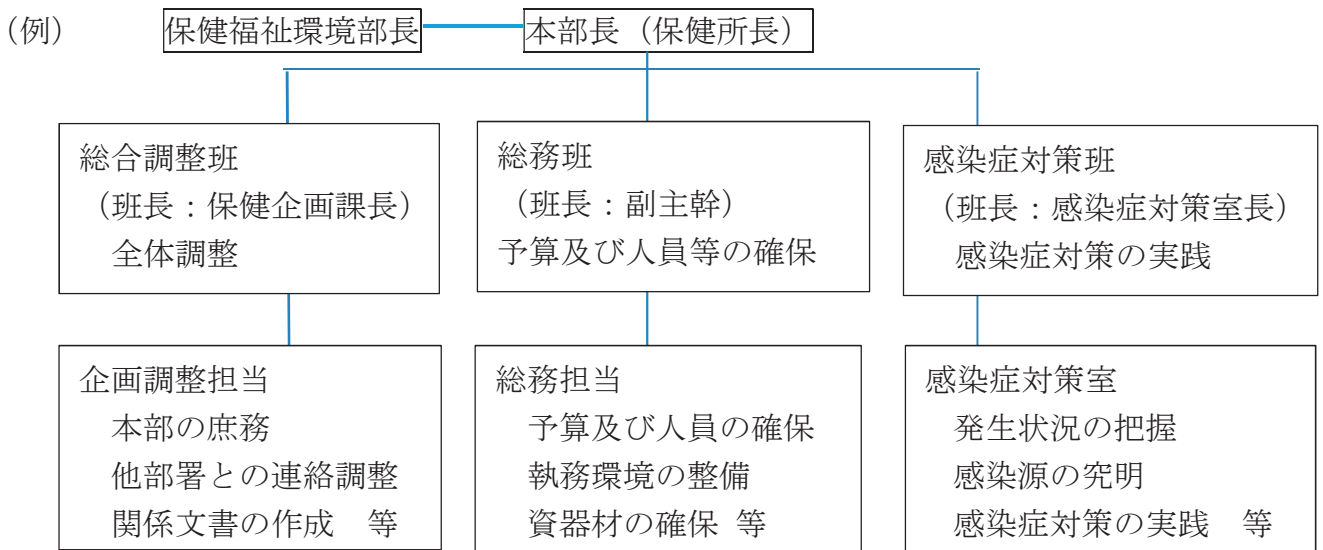 （例）
保健福祉環境部長
本部長（保健所長）
総合調整班
（班長：保健企画課長）
全体調整
総務班
（班長：副主幹）
予算及び人員等の確保
感染症対策班
（班長：感染症対策室長）
感染症対策の実践
企画調整担当
本部の庶務
他部署との連絡調整
関係文書の作成　等
総務担当
予算及び人員の確保
執務環境の整備
資器材の確保 等
感染症対策室
発生状況の把握
感染源の究明
感染症対策の実践　等